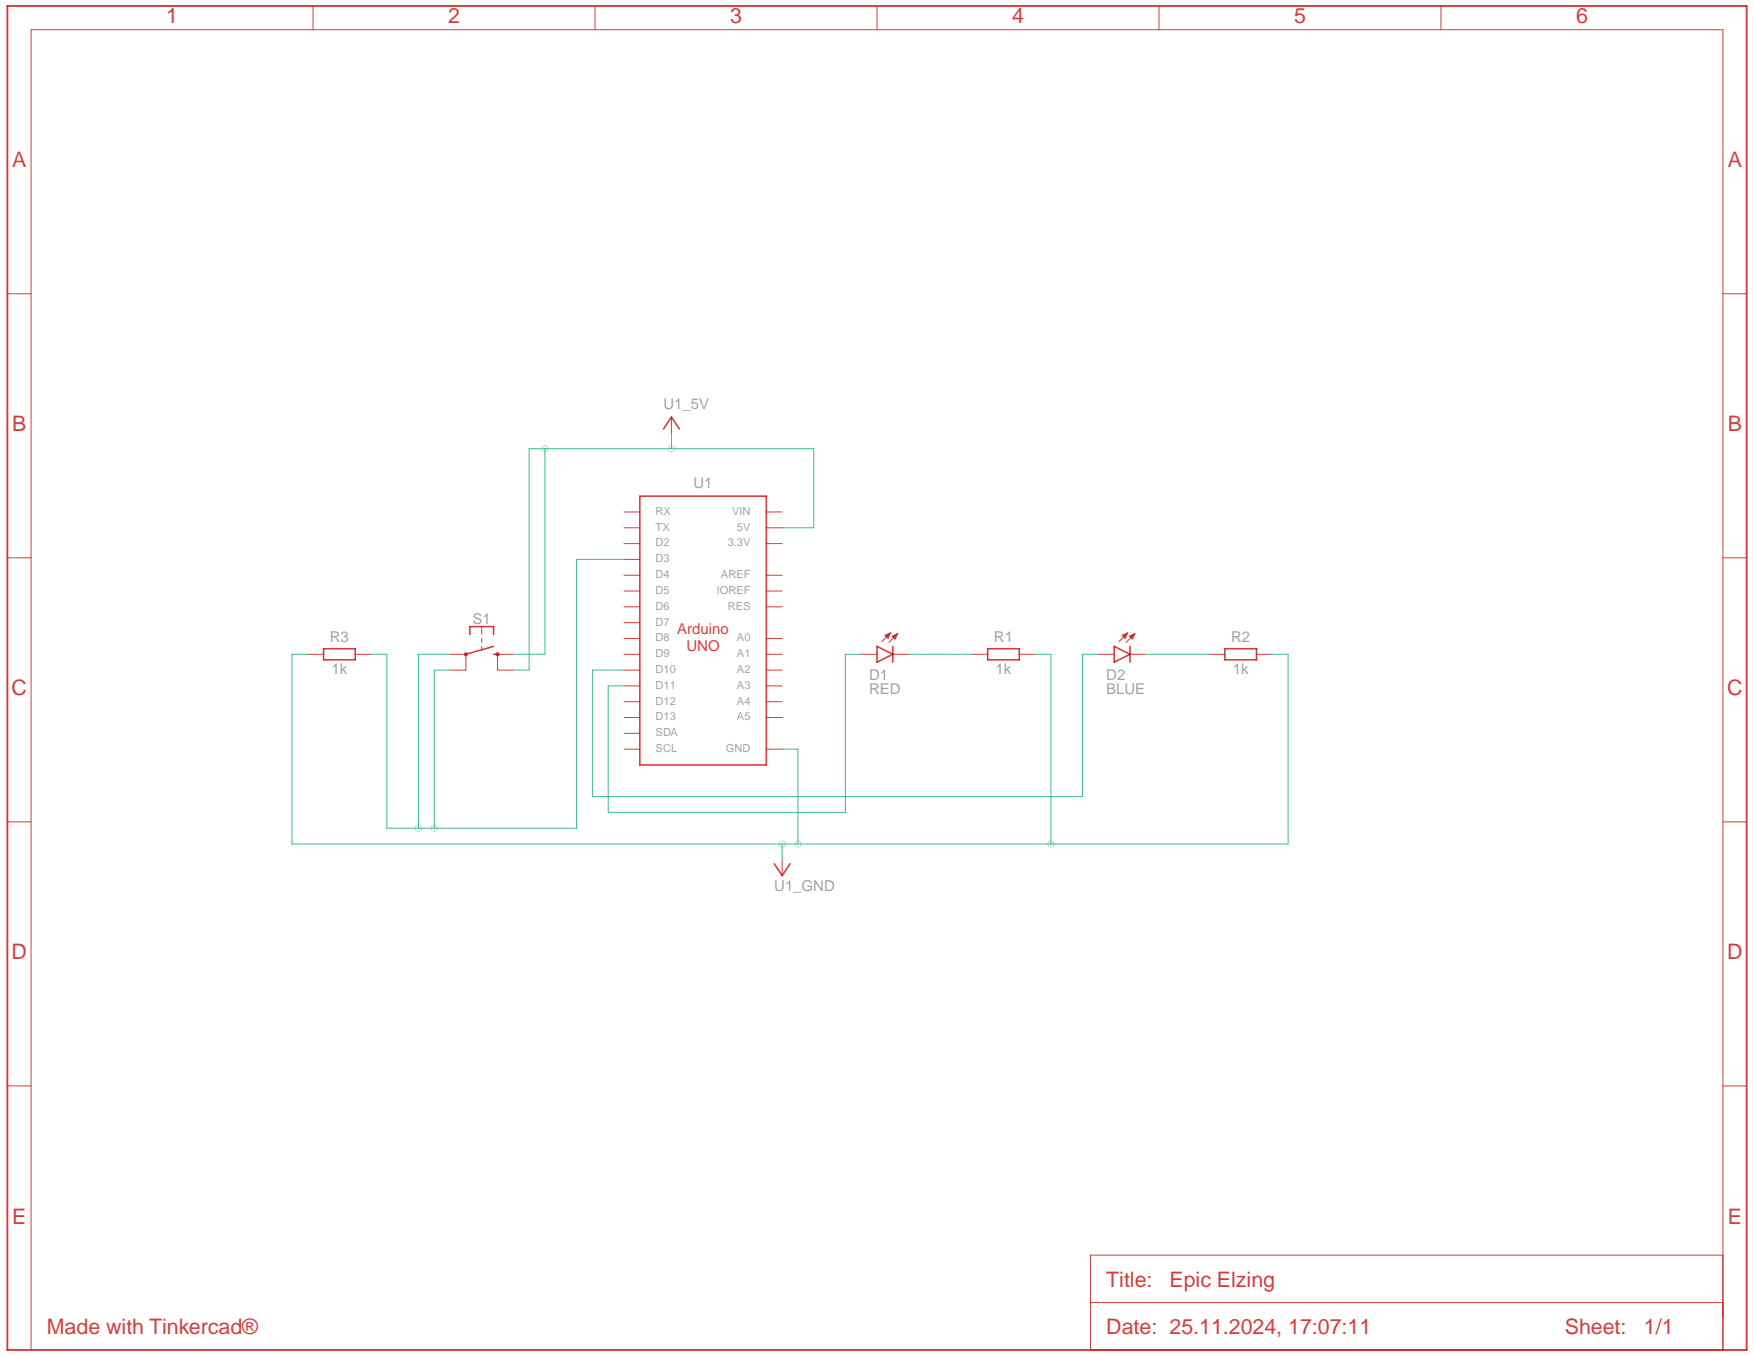 1 2 3 4 5 6
A A
U1_5V
B B
U1
RX VIN
TX 5V
D2 3.3V
D3
D4 AREF
D5 IOREF
D6 RES
S1
D7
Arduino
R3 D8 A0 R1 R2
UNO
D9 A1
1k D10 A2 1k 1k
D1 D2
C D11 A3 RED BLUE C
D12 A4
D13 A5
SDA
SCL GND
U1_GND
D D
E E
Title: Epic Elzing
Made with Tinkercad®
Date: 25.11.2024, 17:07:11 Sheet: 1/1